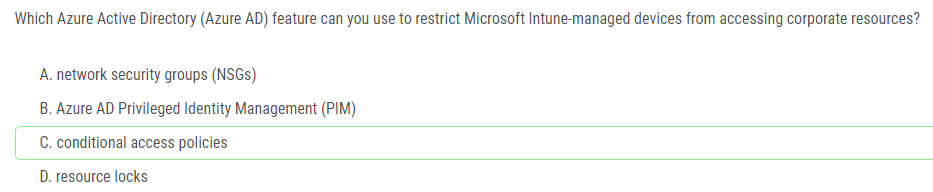 Which Azure Active Directory (Azure AD) feature can you use to restrict Microsoft Intune-managed devices from accessing corporate resources?
A. network security groups (NSGs)
B. Azure AD Privileged Identity Management (PIM)
C. conditional access policies
D. resource locks